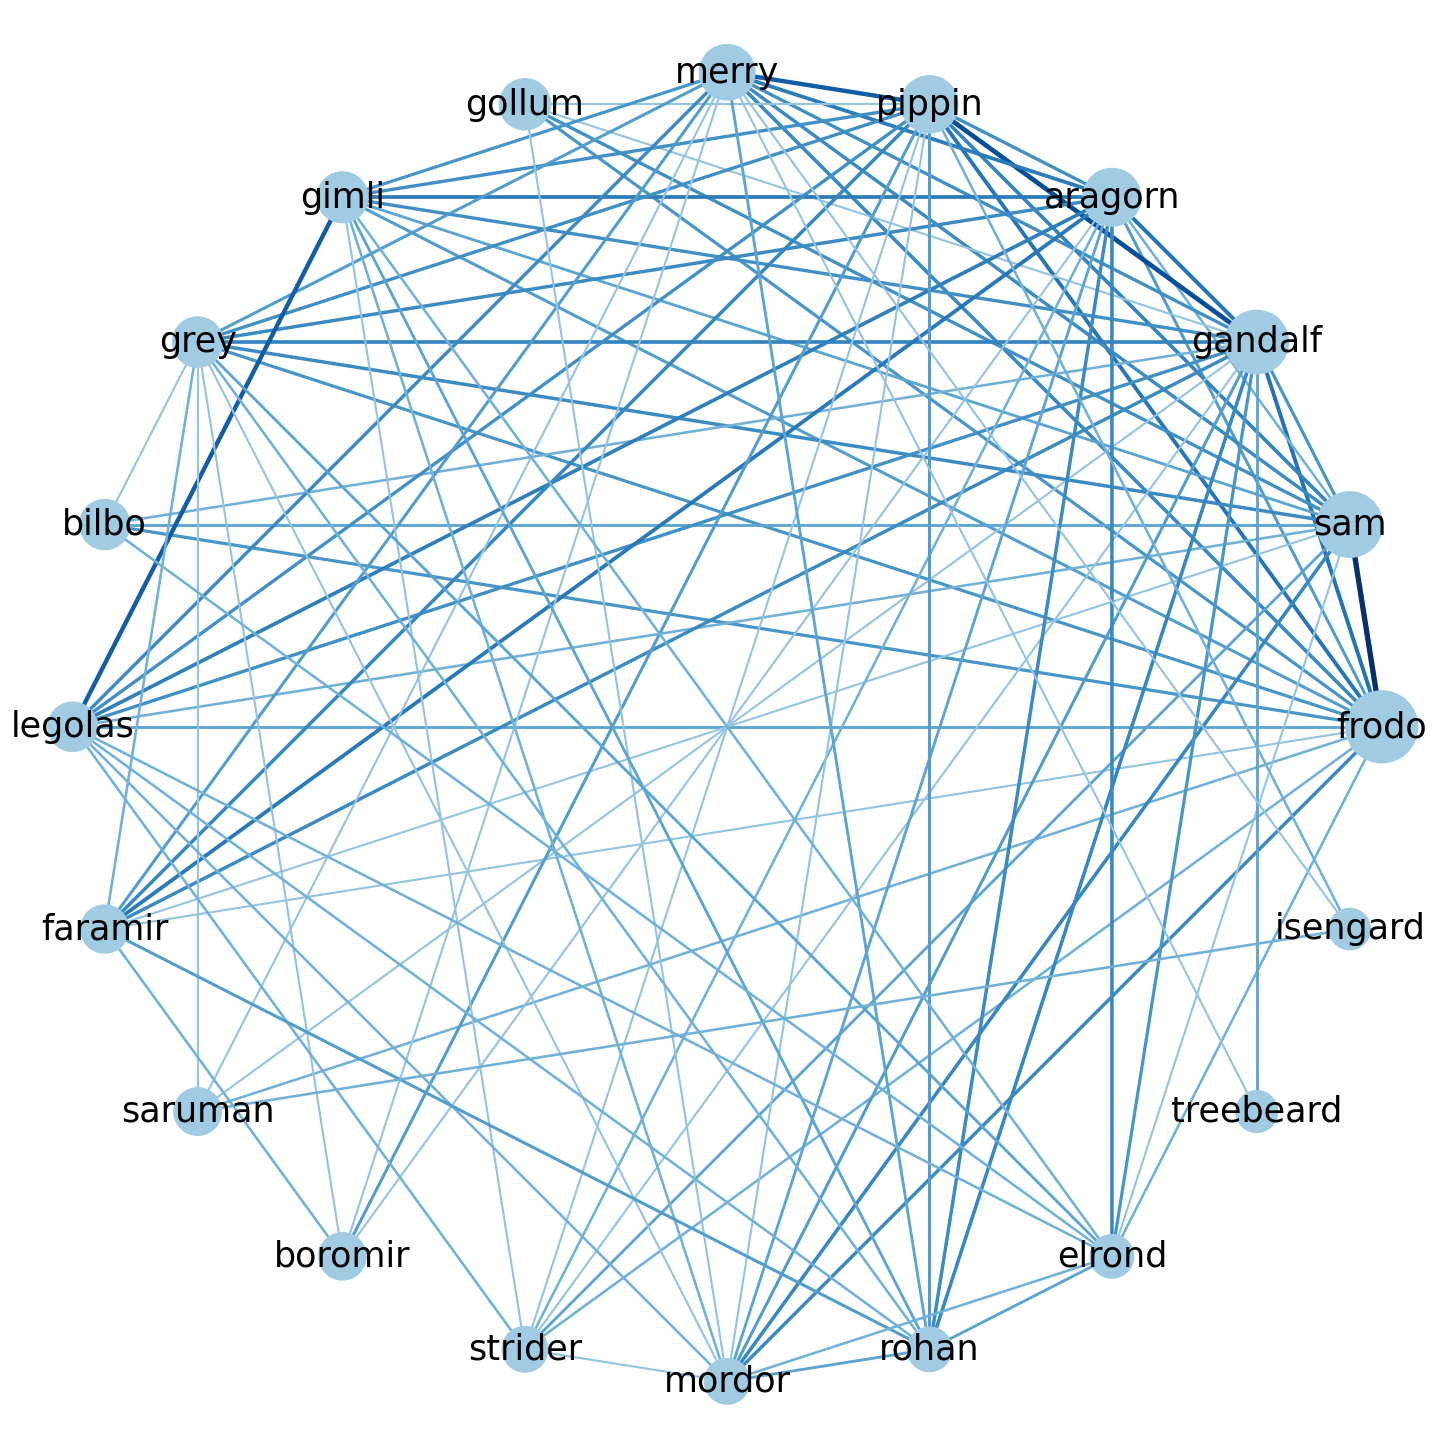 merry
gollum
pippin
gimli
aragorn
grey
gandalf
bilbo
sam
legolas
frodo
faramir
isengard
saruman
treebeard
boromir
elrond
strider
rohan
mordor